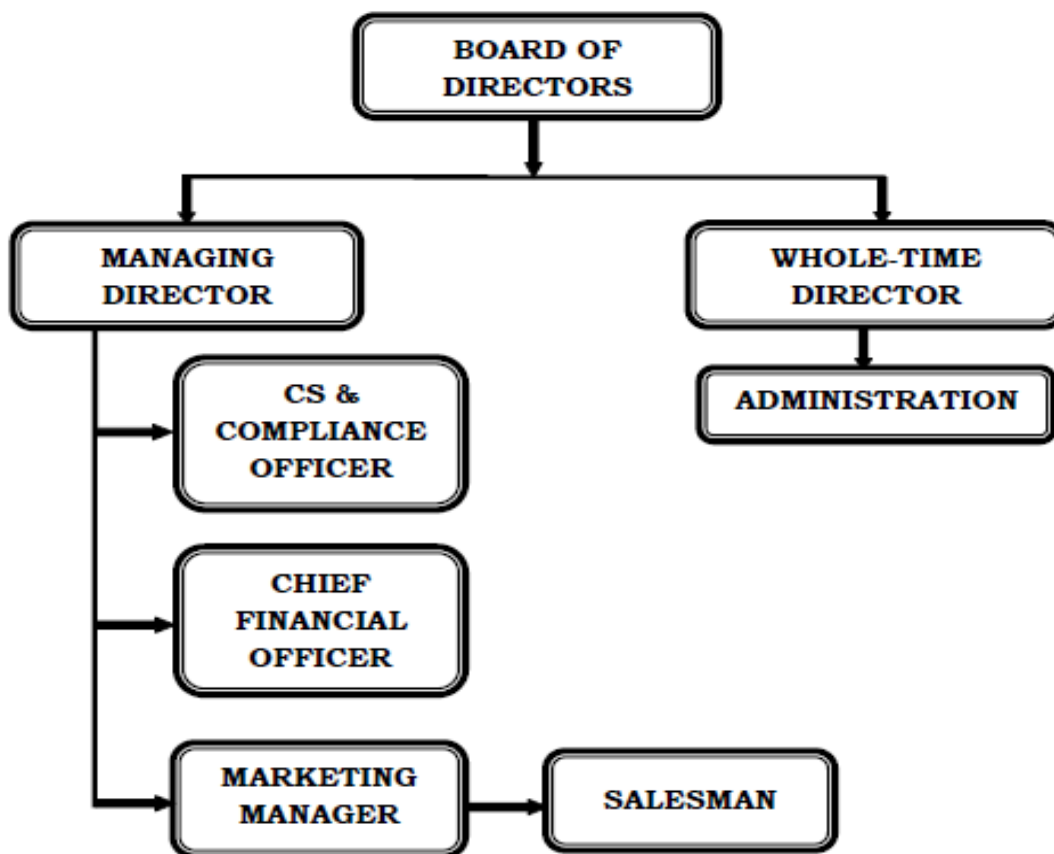 BOARD OF
DIRECTORS
MANAGING
DIRECTOR
WHOLE-TIME
DIRECTOR
CS &
COMPLIANCE
OFFICER
ADMINISTRATION
CHIEF
FINANCIAL
OFFICER
MARKETING
MANAGER
SALESMAN